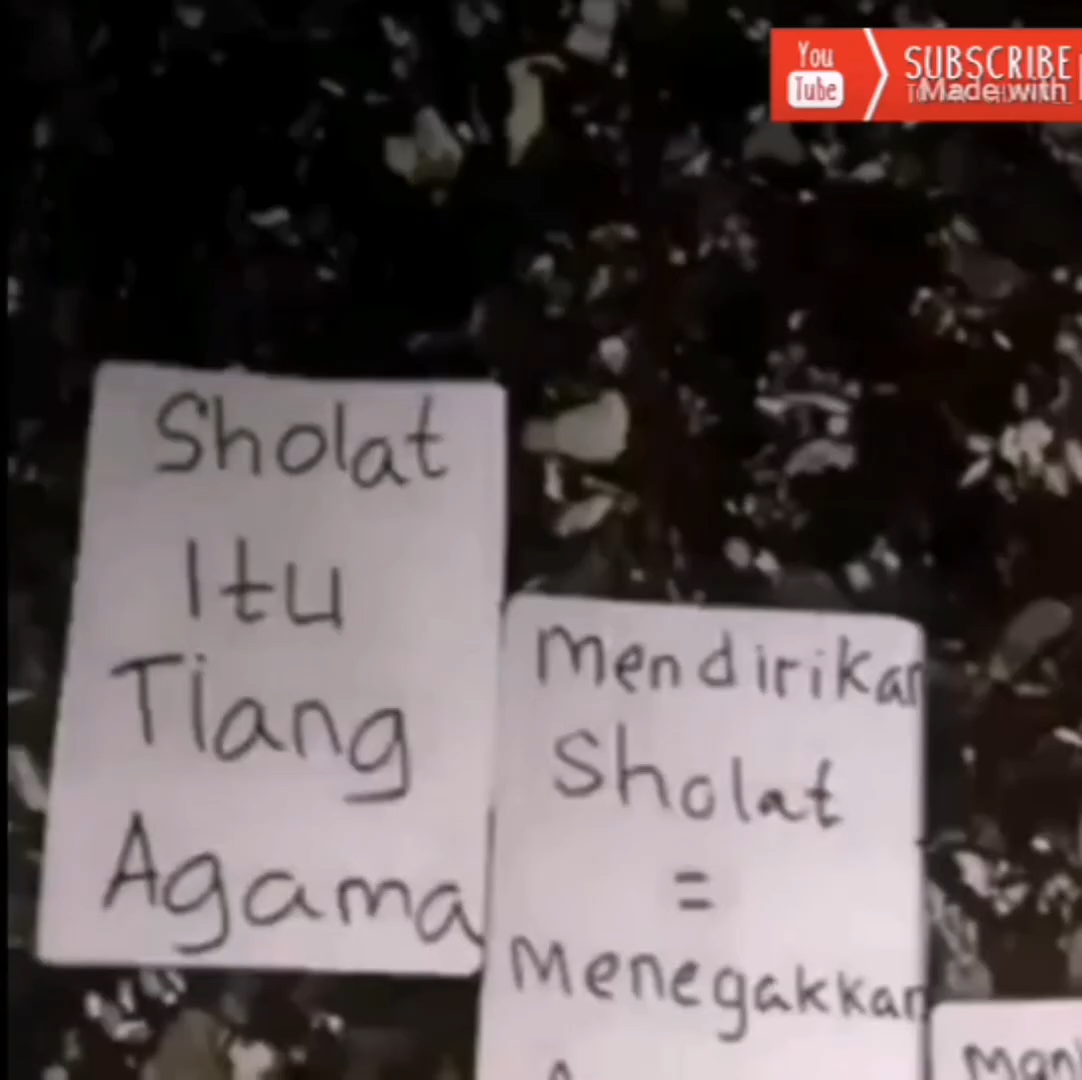 You
Tube
SUBSCRIBE
Made with
Sholat
Itu
Tiang
Agama
Mendirikan
Sholat
=
Menegakkan